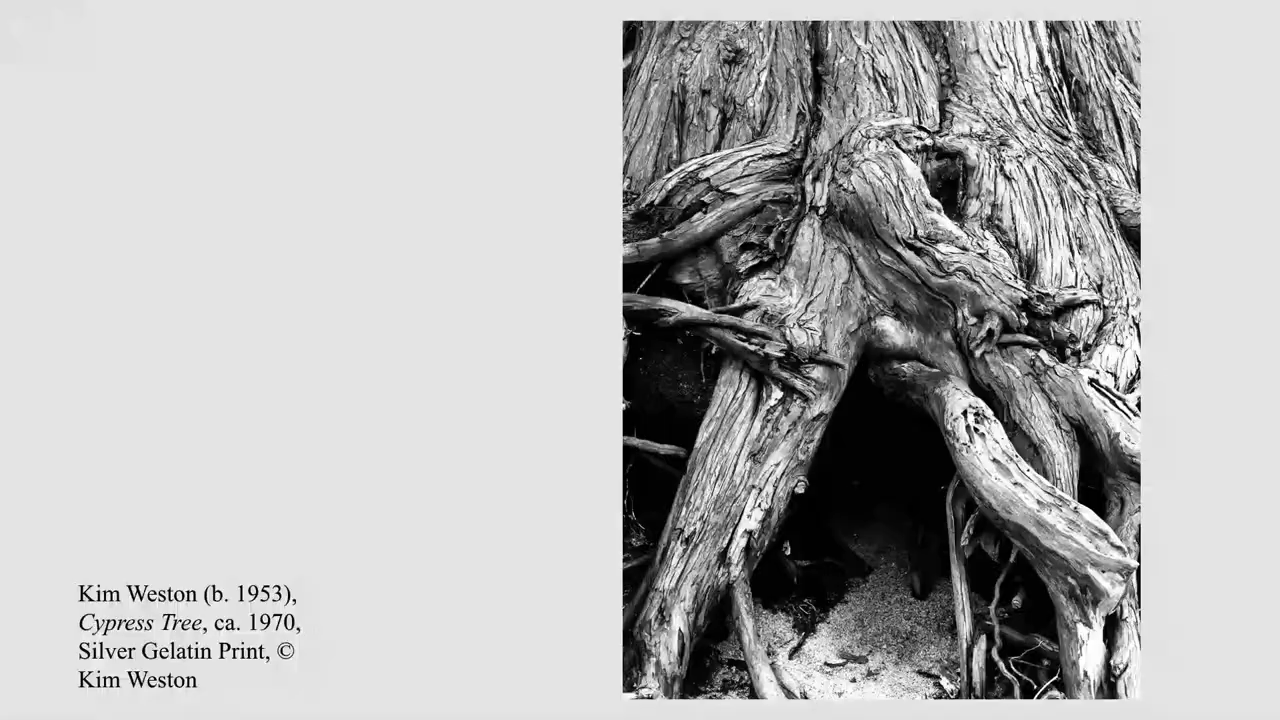 Kim Weston (b. 1953),
Cypress Tree, ca. 1970,
Silver Gelatin Print, ©
Kim Weston